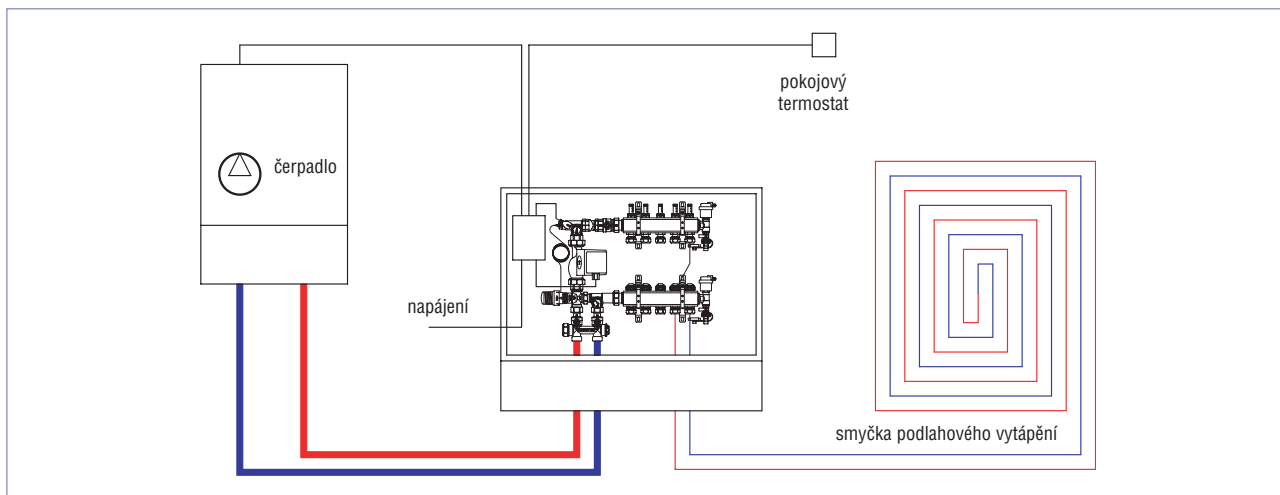 pokojový
termostat
čerpadlo
napájení
smyčka podlahového vytápění